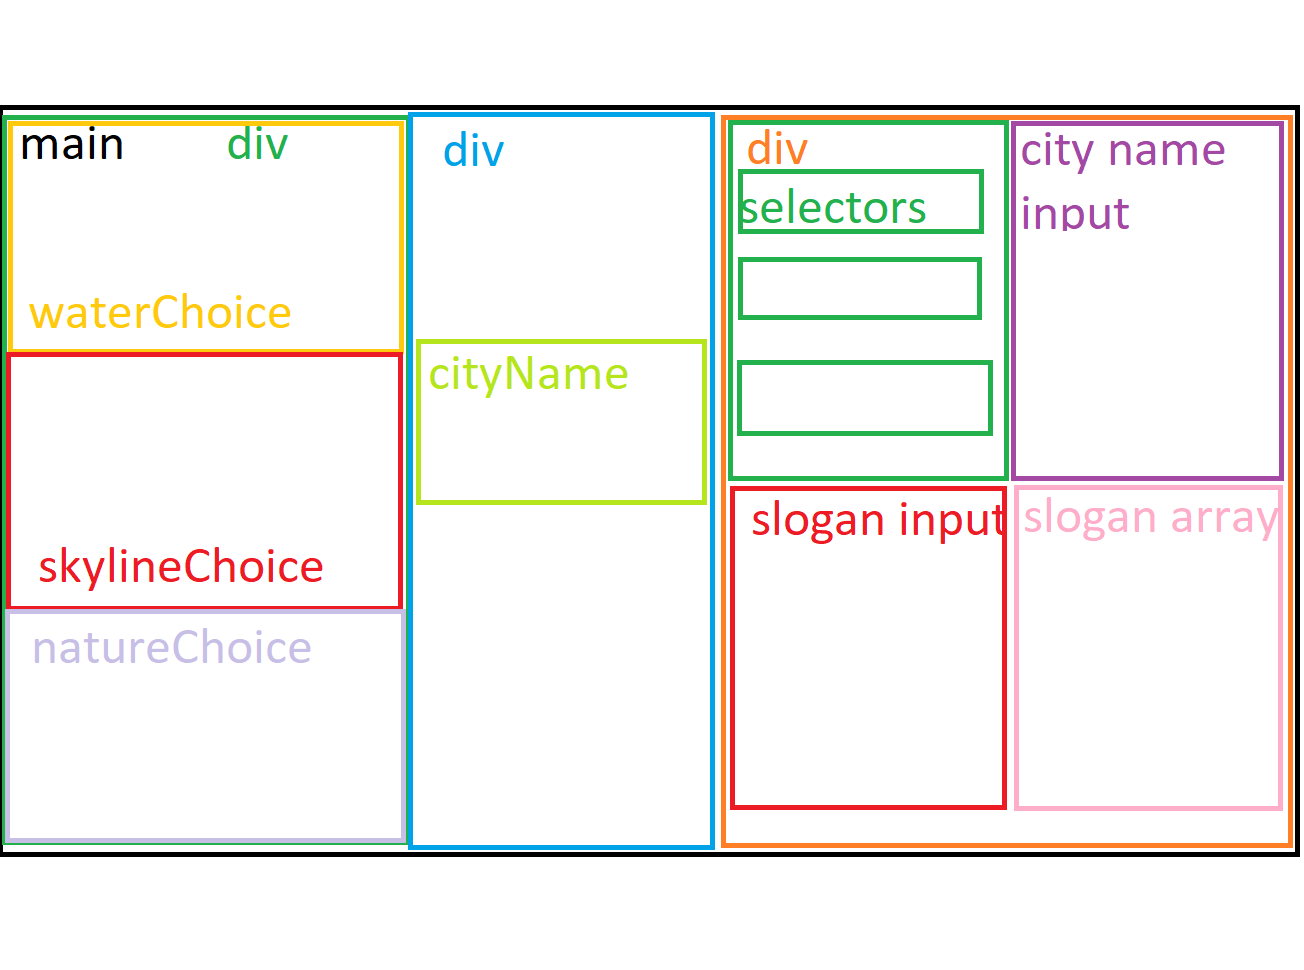 main
div
waterChoice
skylineChoice
natureChoice
div
cityName
div
selectors
city name
input
slogan input
slogan array